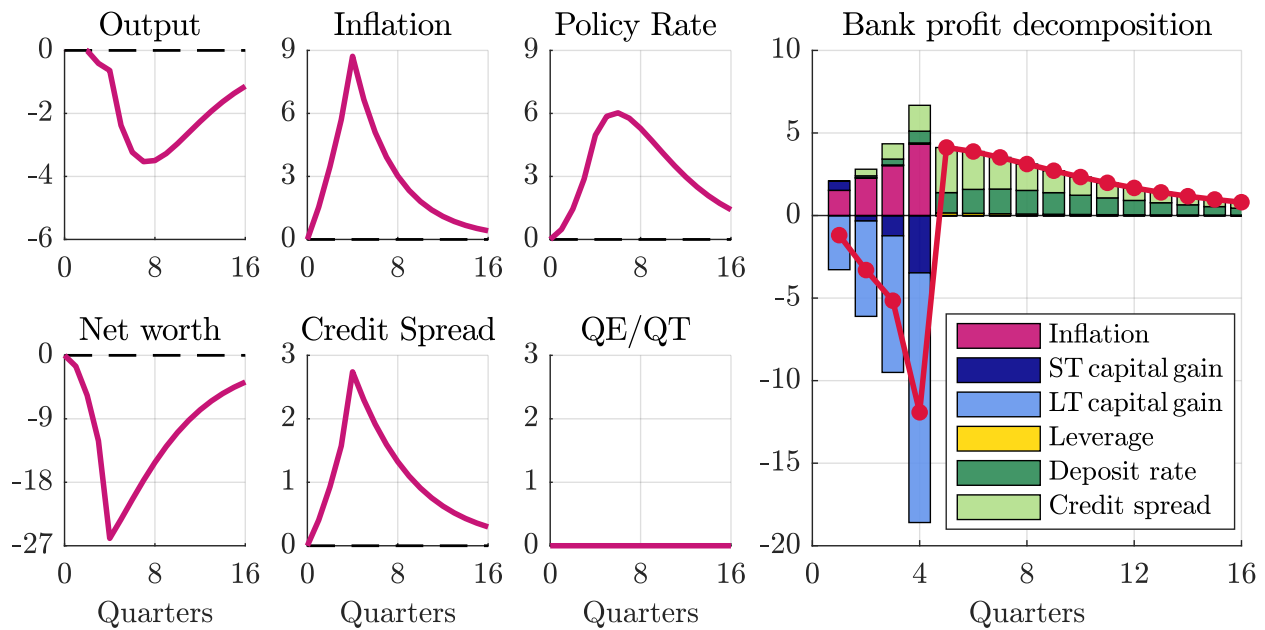 Output
0
-2
-4
-6
0 8 16
Inflation
9
6
3
0
0 8 16
Policy Rate
9
6
3
0
0 8 16
Net worth
0
-9
-18
-27
0 8 16
Quarters
Credit Spread
3
2
1
0
0 8 16
Quarters
QE/QT
3
2
1
0
0 8 16
Quarters
Bank profit decomposition
10
5
0
-5
-10
-15
-20
0 4 8 12 16
Quarters
Inflation
ST capital gain
LT capital gain
Leverage
Deposit rate
Credit spread